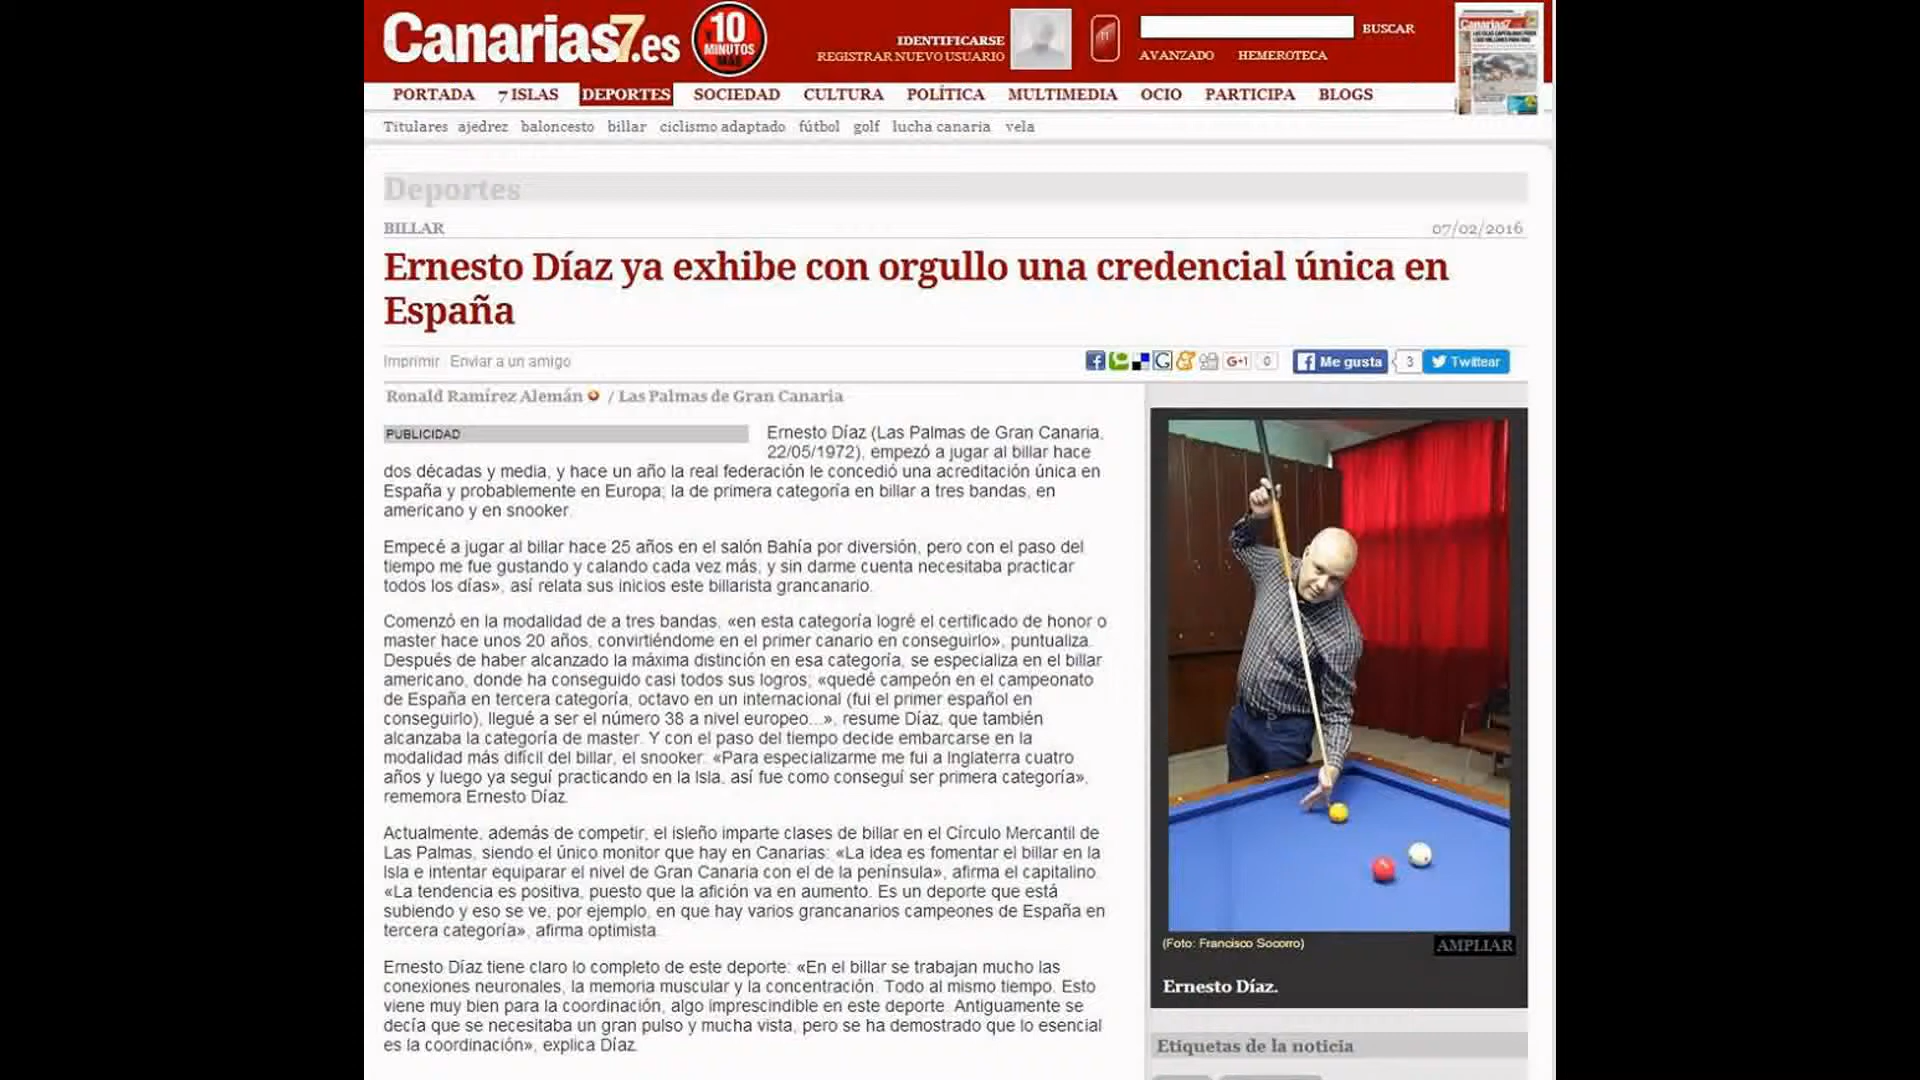 Canarias7.es
10
MINUTOS
MÁS
IDENTIFICARSE
REGISTRAR NUEVO USUARIO
BUSCAR
AVANZADO HEMEROTECA
Canarias7
PORTADA 7 ISLAS DEPORTES SOCIEDAD CULTURA POLÍTICA MULTIMEDIA OCIO PARTICIPA BLOGS
Titulares ajedrez baloncesto billar ciclismo adaptado fútbol golf lucha canaria vela
Deportes
BILLAR 07/02/2016
Ernesto Díaz ya exhibe con orgullo una credencial única en
España
Imprimir Enviar a un amigo
G+1 0 Me gusta 3 Twittear
Ronald Ramírez Alemán / Las Palmas de Gran Canaria
PUBLICIDAD
Ernesto Díaz (Las Palmas de Gran Canaria,
22/05/1972), empezó a jugar al billar hace
dos décadas y media, y hace un año la real federación le concedió una acreditación única en
España y probablemente en Europa; la de primera categoría en billar a tres bandas, en
americano y en snooker.
Empecé a jugar al billar hace 25 años en el salón Bahía por diversión, pero con el paso del
tiempo me fue gustando y calando cada vez más, y sin darme cuenta necesitaba practicar
todos los días», así relata sus inicios este billarista grancanario.
Comenzó en la modalidad de a tres bandas, «en esta categoría logré el certificado de honor o
master hace unos 20 años, convirtiéndome en el primer canario en conseguirlo», puntualiza.
Después de haber alcanzado la máxima distinción en esa categoría, se especializa en el billar
americano, donde ha conseguido casi todos sus logros; «quedé campeón en el campeonato
de España en tercera categoría, octavo en un internacional (fui el primer español en
conseguirlo), llegué a ser el número 38 a nivel europeo...», resume Díaz, que también
alcanzaba la categoría de master. Y con el paso del tiempo decide embarcarse en la
modalidad más difícil del billar, el snooker. «Para especializarme me fui a Inglaterra cuatro
años y luego ya seguí practicando en la Isla, así fue como conseguí ser primera categoría»,
rememora Ernesto Díaz.
Actualmente, además de competir, el isleño imparte clases de billar en el Círculo Mercantil de
Las Palmas, siendo el único monitor que hay en Canarias: «La idea es fomentar el billar en la
Isla e intentar equiparar el nivel de Gran Canaria con el de la península», afirma el capitalino.
«La tendencia es positiva, puesto que la afición va en aumento. Es un deporte que está
subiendo y eso se ve, por ejemplo, en que hay varios grancanarios campeones de España en
tercera categoría», afirma optimista.
Ernesto Díaz tiene claro lo completo de este deporte: «En el billar se trabajan mucho las
conexiones neuronales, la memoria muscular y la concentración. Todo al mismo tiempo. Esto
viene muy bien para la coordinación, algo imprescindible en este deporte. Antiguamente se
decía que se necesitaba un gran pulso y mucha vista, pero se ha demostrado que lo esencial
es la coordinación», explica Díaz.
(Foto: Francisco Socorro) AMPLIAR
Ernesto Díaz.
Etiquetas de la noticia